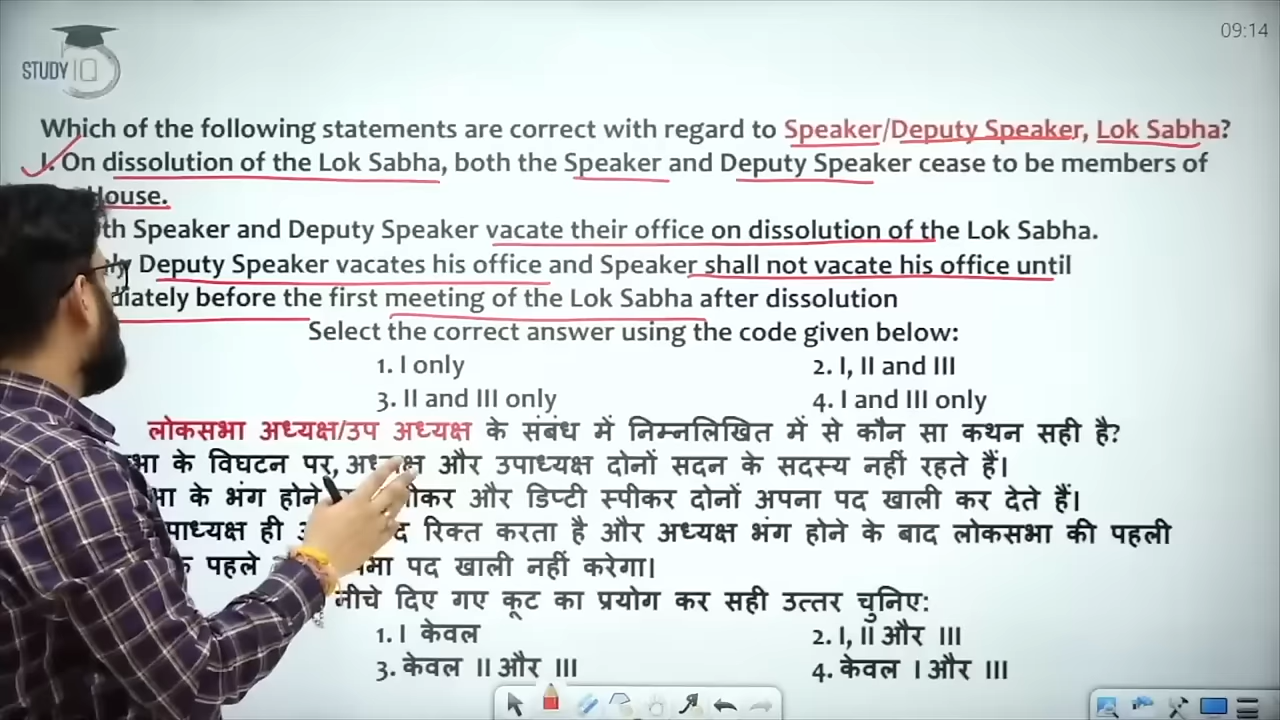 STUDY IQ
09:14
Which of the following statements are correct with regard to Speaker/Deputy Speaker, Lok Sabha?
I. On dissolution of the Lok Sabha, both the Speaker and Deputy Speaker cease to be members of
House.
Speaker and Deputy Speaker vacate their office on dissolution of the Lok Sabha.
Deputy Speaker vacates his office and Speaker shall not vacate his office until
before the first meeting of the Lok Sabha after dissolution
Select the correct answer using the code given below:
1. I only 2. I, II and III
3. II and III only 4. I and III only
लोकसभा अध्यक्ष/उप अध्यक्ष के संबंध में निम्नलिखित में से कौन सा कथन सही है?
के विघटन पर, अध्यक्ष और उपाध्यक्ष दोनों सदन के सदस्य नहीं रहते हैं।
के भंग होने और डिप्टी स्पीकर दोनों अपना पद खाली कर देते हैं।
ही रिक्त करता है और अध्यक्ष भंग होने के बाद लोकसभा की पहली
पहले पद खाली नहीं करेगा।
नीचे दिए गए कूट का प्रयोग कर सही उत्तर चुनिए:
1. I केवल 2. I, II और III
3. केवल II और III 4. केवल I और III